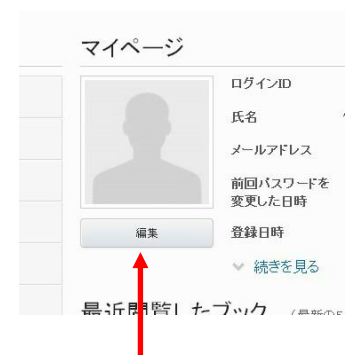 マイページ
ログインID
氏名
メールアドレス
前回パスワードを
変更した日時
編集
登録日時
続きを見る
最近閲覧したブック